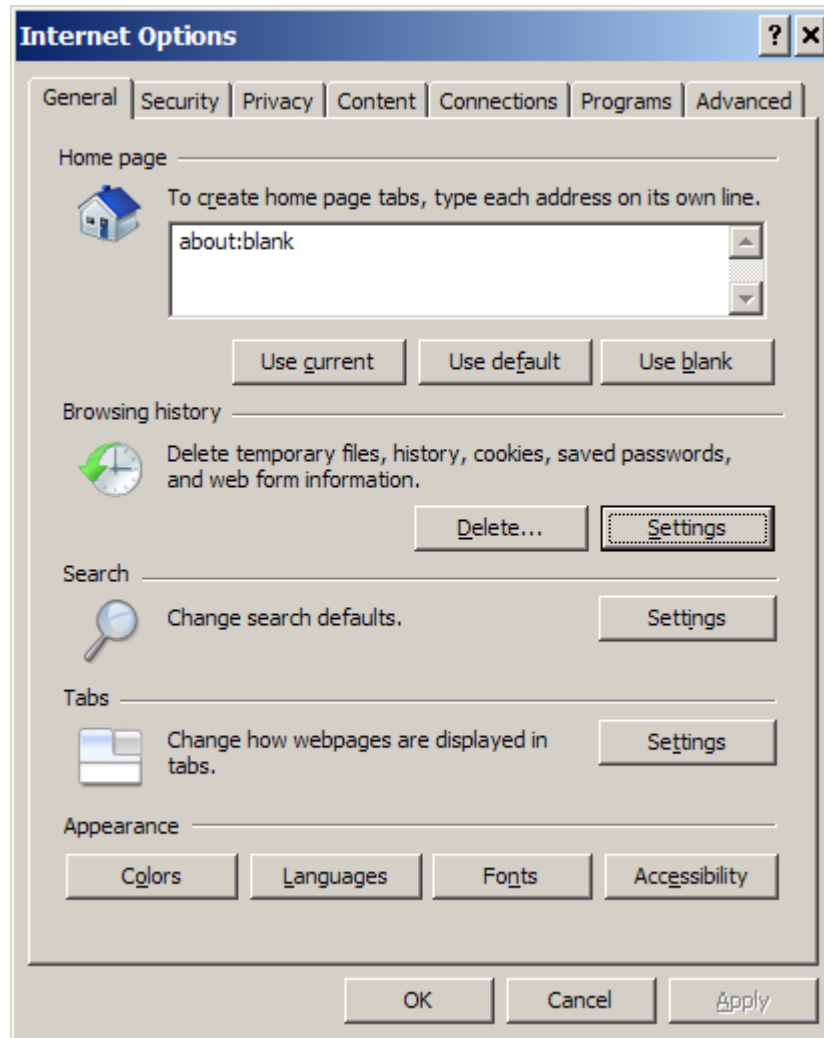 Internet Options
?
General Security Privacy Content Connections Programs Advanced
Home page
To create home page tabs, type each address on its own line.
about:blank
Use current Use default Use blank
Browsing history
Delete temporary files, history, cookies, saved passwords,
and web form information.
Delete... Settings
Search
Change search defaults. Settings
Tabs
Change how webpages are displayed in Settings
tabs.
Appearance
Colors Languages Fonts Accessibility
OK Cancel Apply